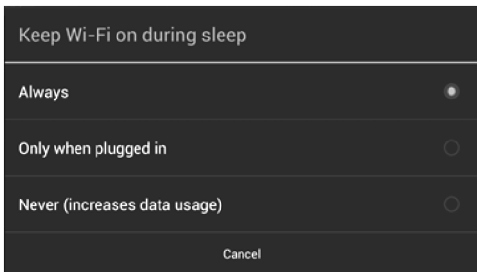 Keep Wi-Fi on during sleep
Always
Only when plugged in
Never (increases data usage)
Cancel